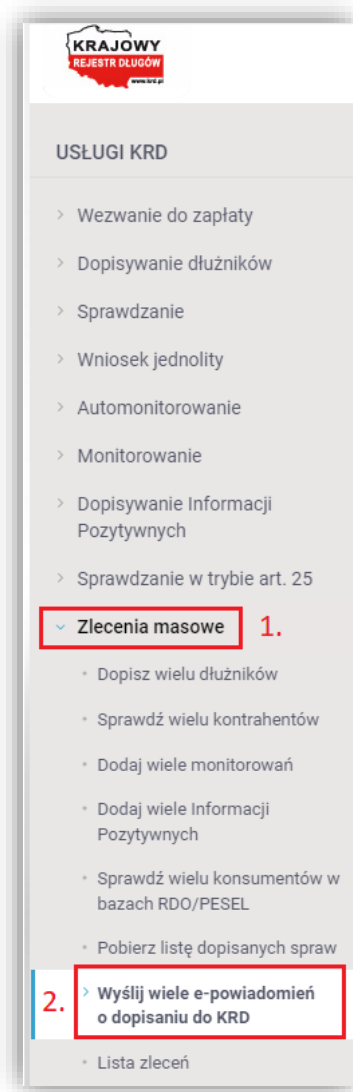 KRAJOWY
REJESTR DŁUGÓW
www.krd.pl
USŁUGI KRD
Wezwanie do zapłaty
Dopisywanie dłużników
Sprawdzanie
Wniosek jednolity
Automonitorowanie
Monitorowanie
Dopisywanie Informacji
Pozytywnych
Sprawdzanie w trybie art. 25
Zlecenia masowe 1.
Dopisz wielu dłużników
Sprawdź wielu kontrahentów
Dodaj wiele monitorowań
Dodaj wiele Informacji
Pozytywnych
Sprawdź wielu konsumentów w
bazach RDO/PESEL
Pobierz listę dopisanych spraw
2. Wyślij wiele e-powiadomień
o dopisaniu do KRD
Lista zleceń